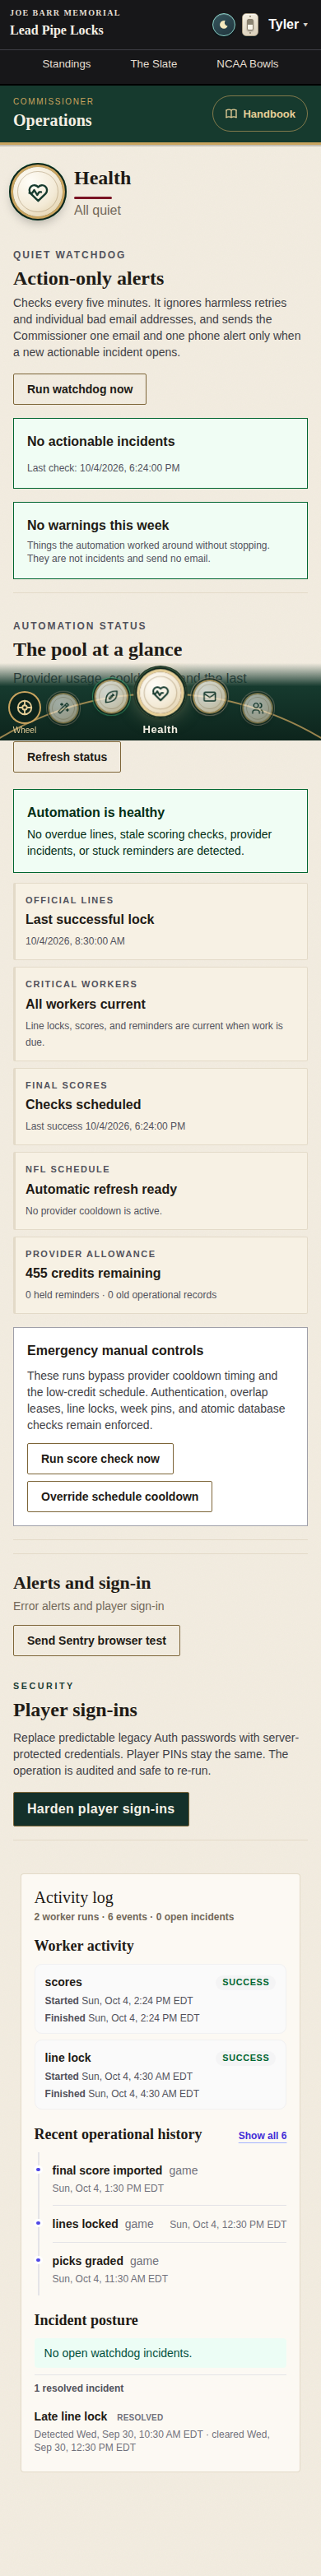 JOE BARR MEMORIAL
Lead Pipe Locks
Tyler
Standings
The Slate
NCAA Bowls
COMMISSIONER
Operations
Handbook
Health
All quiet
QUIET WATCHDOG
Action-only alerts
Checks every five minutes. It ignores harmless retries
and individual bad email addresses, and sends the
Commissioner one email and one phone alert only when
a new actionable incident opens.
Run watchdog now
No actionable incidents
Last check: 10/4/2026, 6:24:00 PM
No warnings this week
Things the automation worked around without stopping.
They are not incidents and send no email.
AUTOMATION STATUS
The pool at a glance
Provider usage, and the last
Wheel
Health
Refresh status
Automation is healthy
No overdue lines, stale scoring checks, provider
incidents, or stuck reminders are detected.
OFFICIAL LINES
Last successful lock
10/4/2026, 8:30:00 AM
CRITICAL WORKERS
All workers current
Line locks, scores, and reminders are current when work is
due.
FINAL SCORES
Checks scheduled
Last success 10/4/2026, 6:24:00 PM
NFL SCHEDULE
Automatic refresh ready
No provider cooldown is active.
PROVIDER ALLOWANCE
455 credits remaining
0 held reminders · 0 old operational records
Emergency manual controls
These runs bypass provider cooldown timing and
the low-credit schedule. Authentication, overlap
leases, line locks, week pins, and atomic database
checks remain enforced.
Run score check now
Override schedule cooldown
Alerts and sign-in
Error alerts and player sign-in
Send Sentry browser test
SECURITY
Player sign-ins
Replace predictable legacy Auth passwords with server-
protected credentials. Player PINs stay the same. The
operation is audited and safe to re-run.
Harden player sign-ins
Activity log
2 worker runs · 6 events · 0 open incidents
Worker activity
scores SUCCESS
Started Sun, Oct 4, 2:24 PM EDT
Finished Sun, Oct 4, 2:24 PM EDT
line lock SUCCESS
Started Sun, Oct 4, 4:30 AM EDT
Finished Sun, Oct 4, 4:30 AM EDT
Recent operational history Show all 6
final score imported game
Sun, Oct 4, 1:30 PM EDT
lines locked game Sun, Oct 4, 12:30 PM EDT
picks graded game
Sun, Oct 4, 11:30 AM EDT
Incident posture
No open watchdog incidents.
1 resolved incident
Late line lock RESOLVED
Detected Wed, Sep 30, 10:30 AM EDT · cleared Wed,
Sep 30, 12:30 PM EDT